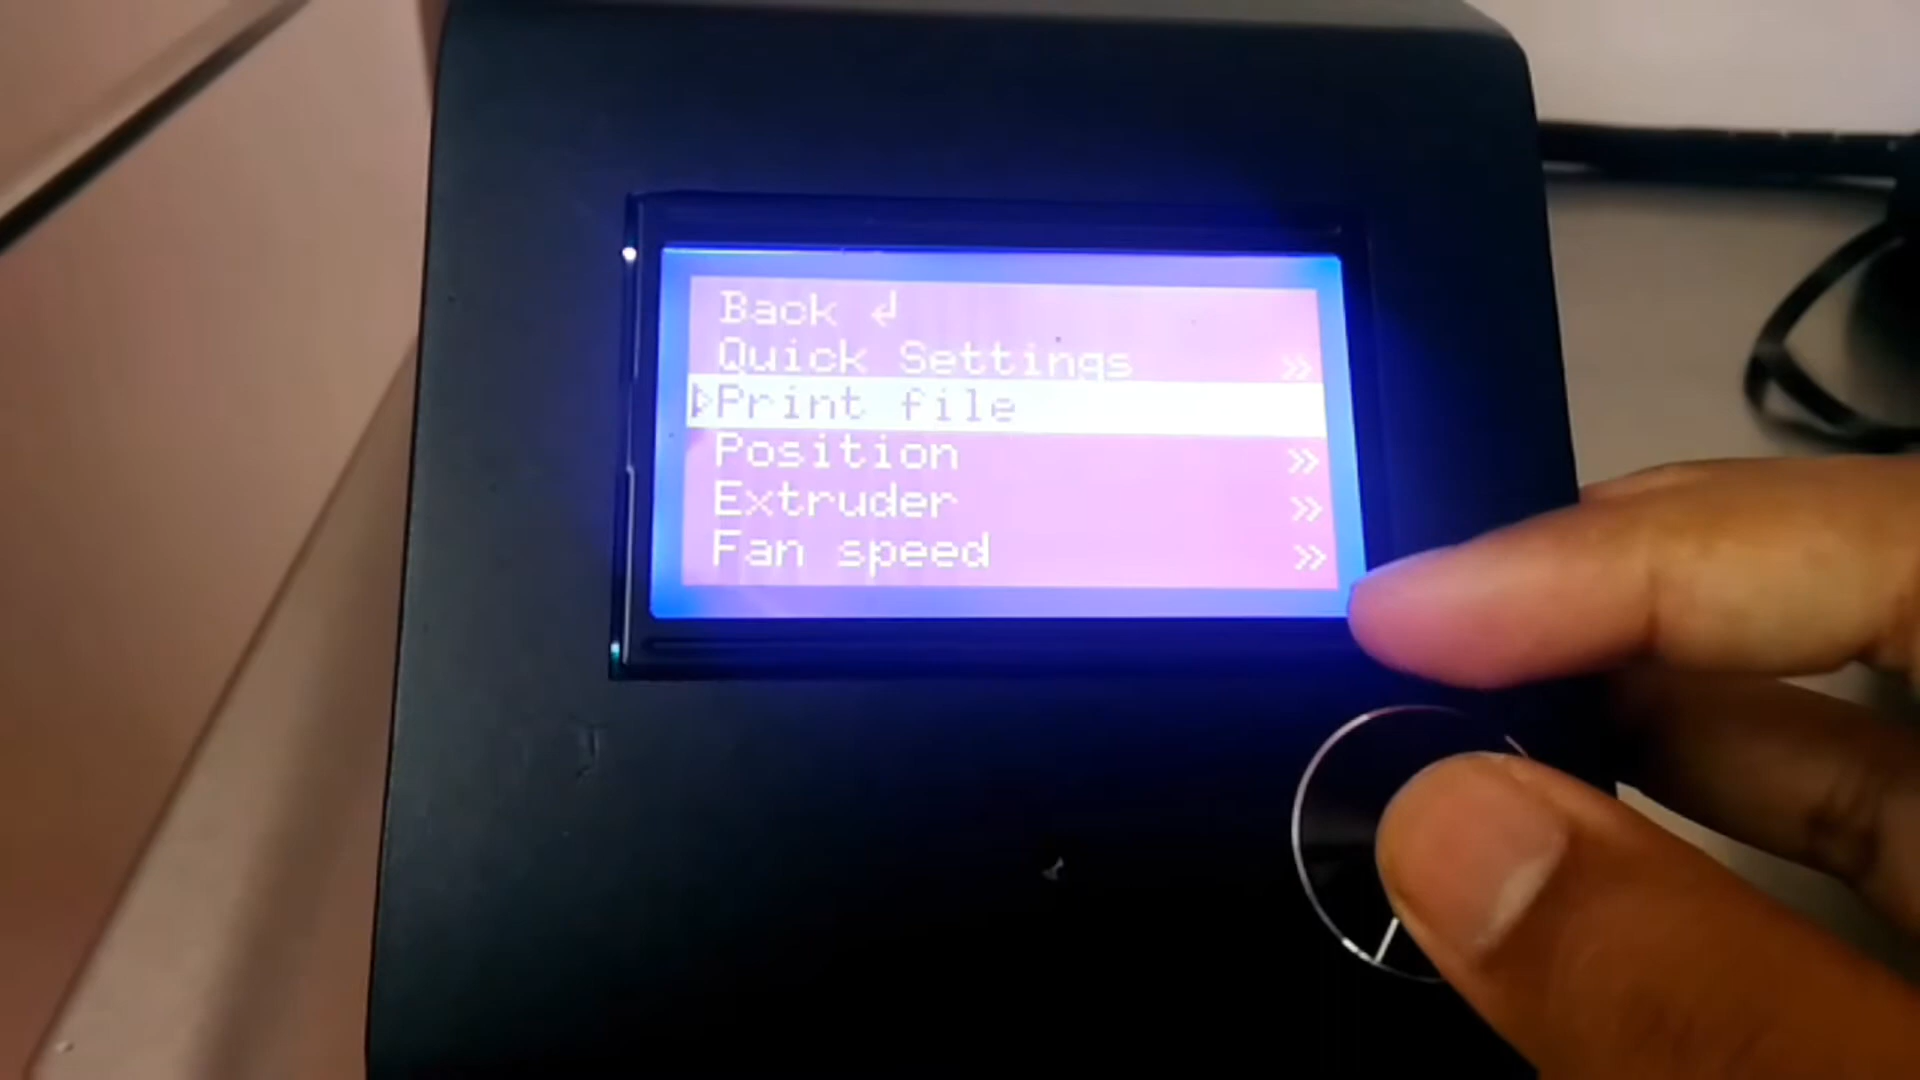 Back ↲
Quick Settings »
Print file
Position »
Extruder »
Fan speed »